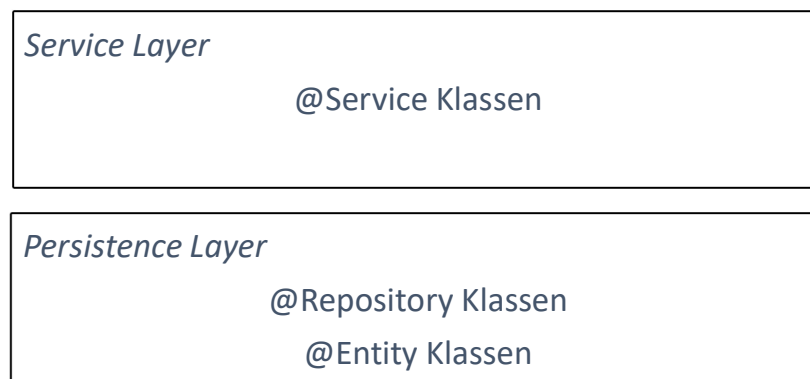 Service Layer
@Service Klassen
Persistence Layer
@Repository Klassen
@Entity Klassen